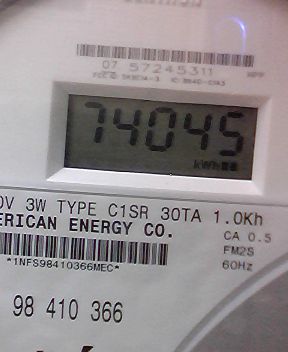 07 57245311
74045
kWh
0V 3W TYPE C1SR 30TA 1.0Kh
ERICAN ENERGY CO.
CA 0.5
FM2S
*1NFS98410366MEC*
60Hz
98 410 366